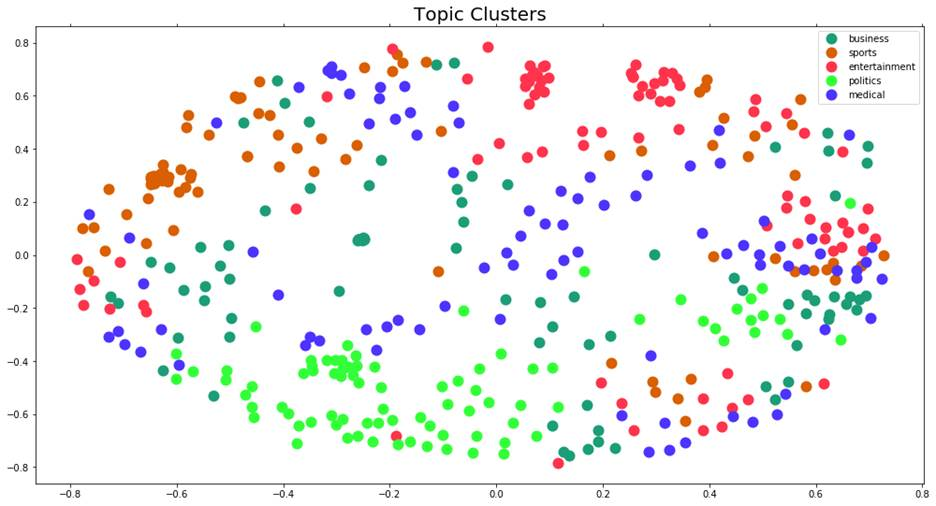 Topic Clusters
business
sports
entertainment
politics
medical
0.8
0.6
0.4
0.2
0.0
−0.2
−0.4
−0.6
−0.8
−0.8 −0.6 −0.4 −0.2 0.0 0.2 0.4 0.6 0.8